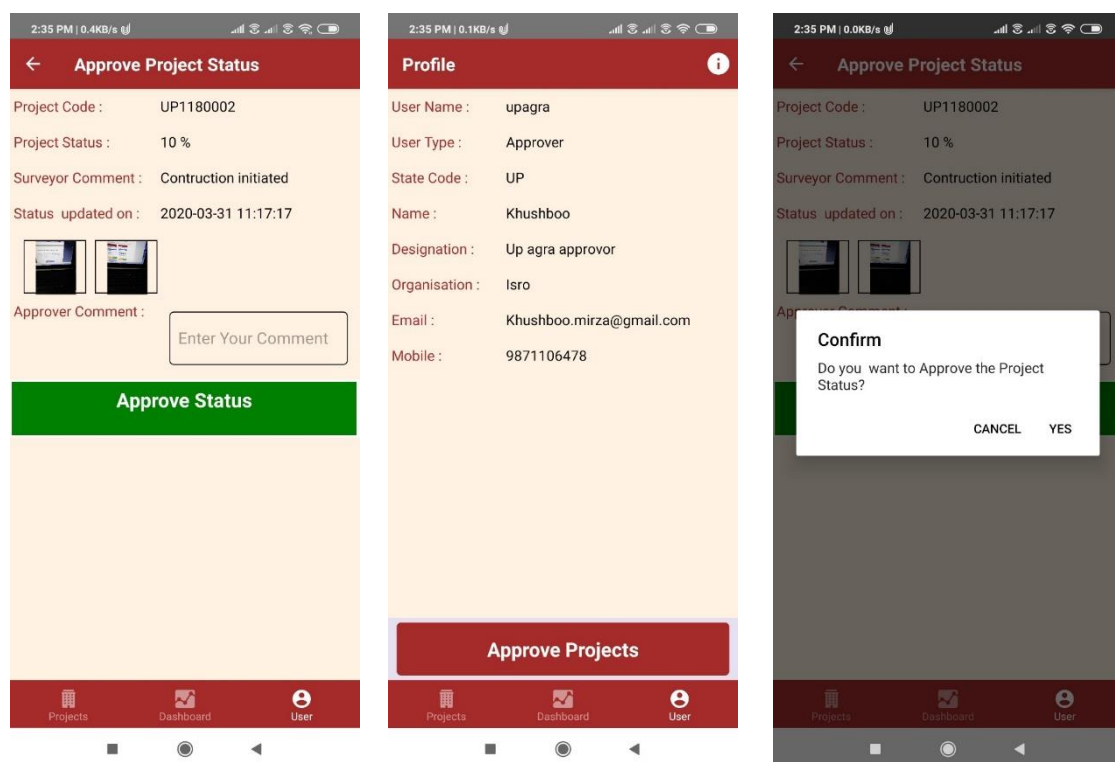 2:35 PM | 0.4KB/s
Approve Project Status
Project Code : UP1180002
Project Status : 10 %
Surveyor Comment : Contruction initiated
Status updated on : 2020-03-31 11:17:17
Approver Comment :
Enter Your Comment
Approve Status
Projects Dashboard User
2:35 PM | 0.1KB/s
Profile
User Name : upagra
User Type : Approver
State Code : UP
Name : Khushboo
Designation : Up agra approvor
Organisation : Isro
Email : Khushboo.mirza@gmail.com
Mobile : 9871106478
Approve Projects
Projects Dashboard User
2:35 PM | 0.0KB/s
Approve Project Status
Project Code : UP1180002
Project Status : 10 %
Surveyor Comment : Contruction initiated
Status updated on : 2020-03-31 11:17:17
Confirm
Do you want to Approve the Project
Status?
CANCEL YES
Projects Dashboard User